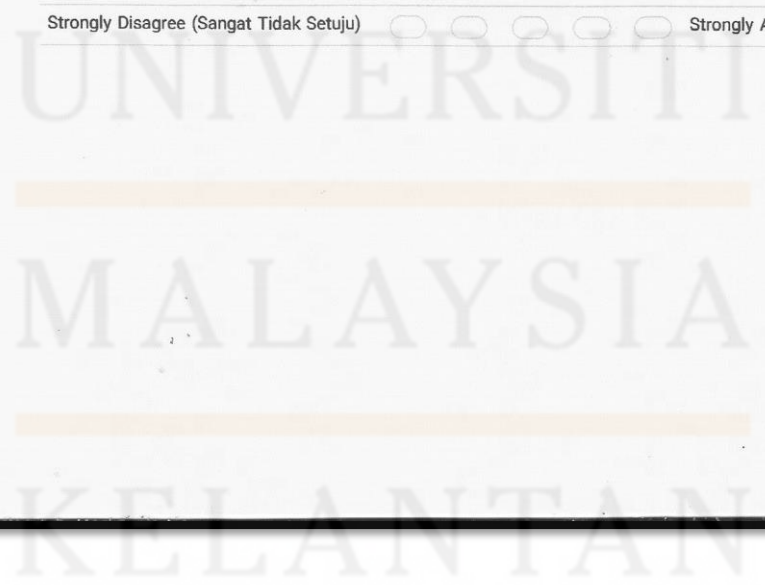 Strongly Disagree (Sangat Tidak Setuju) Strongly A
UNIVERSITI
MALAYSIA
KELANTAN